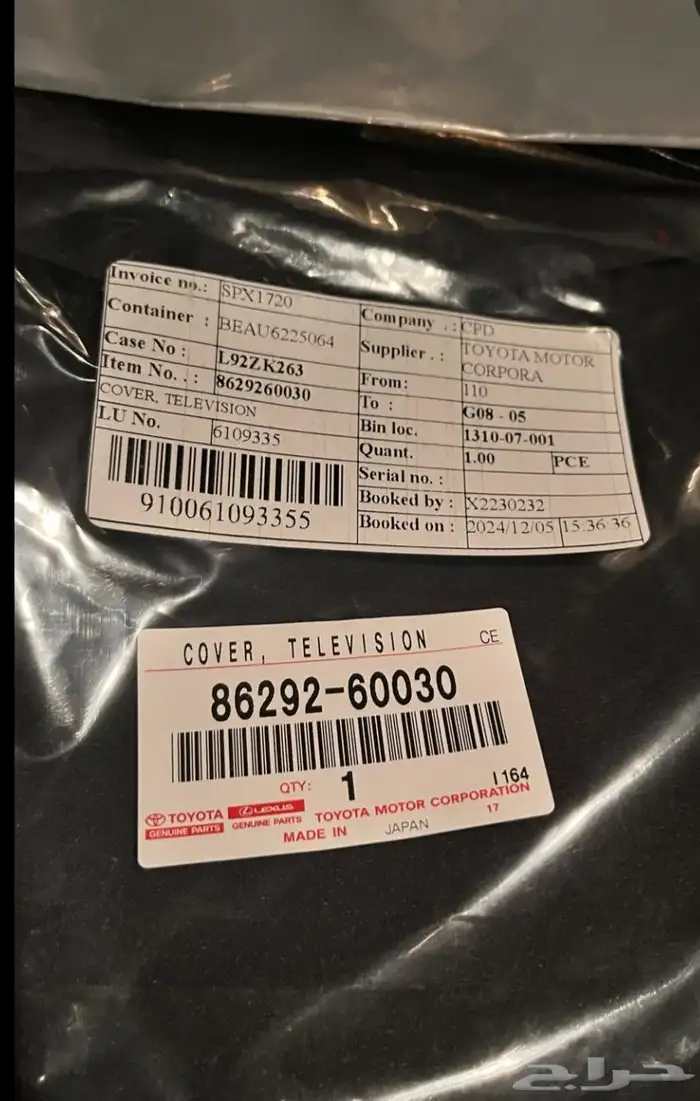 Invoice no.: SPX1720
Container : BEAU6225064
Case No : L92ZK263
Item No. . : 8629260030
COVER, TELEVISION
LU No. 6109335
910061093355
Company . : CPD
Supplier . : TOYOTA MOTOR
CORPORA
From: 110
To : G08 - 05
Bin loc. 1310-07-001
Quant. 1.00 PCE
Serial no. :
Booked by : X2230232
Booked on : 2024/12/05 15:36:36
COVER, TELEVISION CE
86292-60030
QTY: 1 I164
TOYOTA LEXUS TOYOTA MOTOR CORPORATION
GENUINE PARTS GENUINE PARTS 17
MADE IN JAPAN
حراج